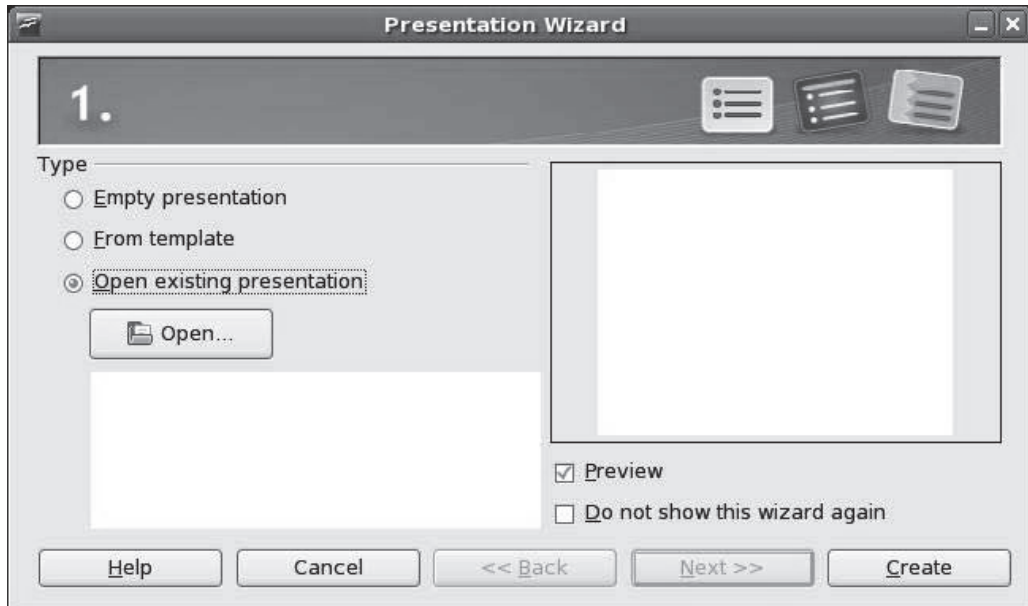 Presentation Wizard
1.
Type
Empty presentation
From template
Open existing presentation
Open...
Preview
Do not show this wizard again
Help
Cancel
<< Back
Next >>
Create